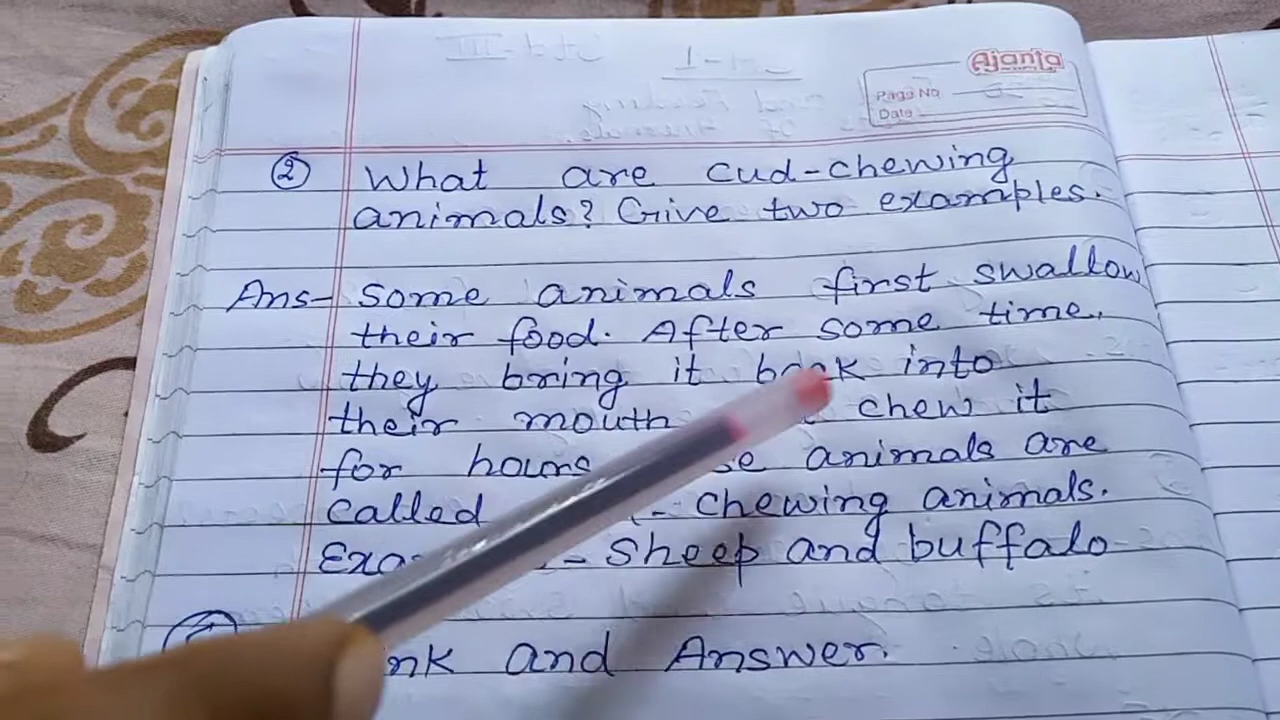 Ajanta
Page No
Date
② What are cud-chewing
animals? Give two examples.
Ans- Some animals first swallow
their food. After some time,
they bring it back into
their mouth chew it
for hours animals are
called - chewing animals.
- Sheep and buffalo
and Answer.